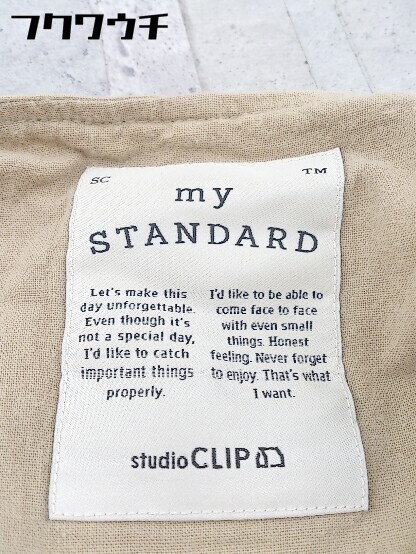 フクワウチ
SC TM
my
STANDARD
Let's make this
day unforgettable.
Even though it's
not a special day,
I'd like to catch
important things
properly.
I'd like to be able to
come face to face
with even small
things. Honest
feeling. Never forget
to enjoy. That's what
I want.
studio CLIP